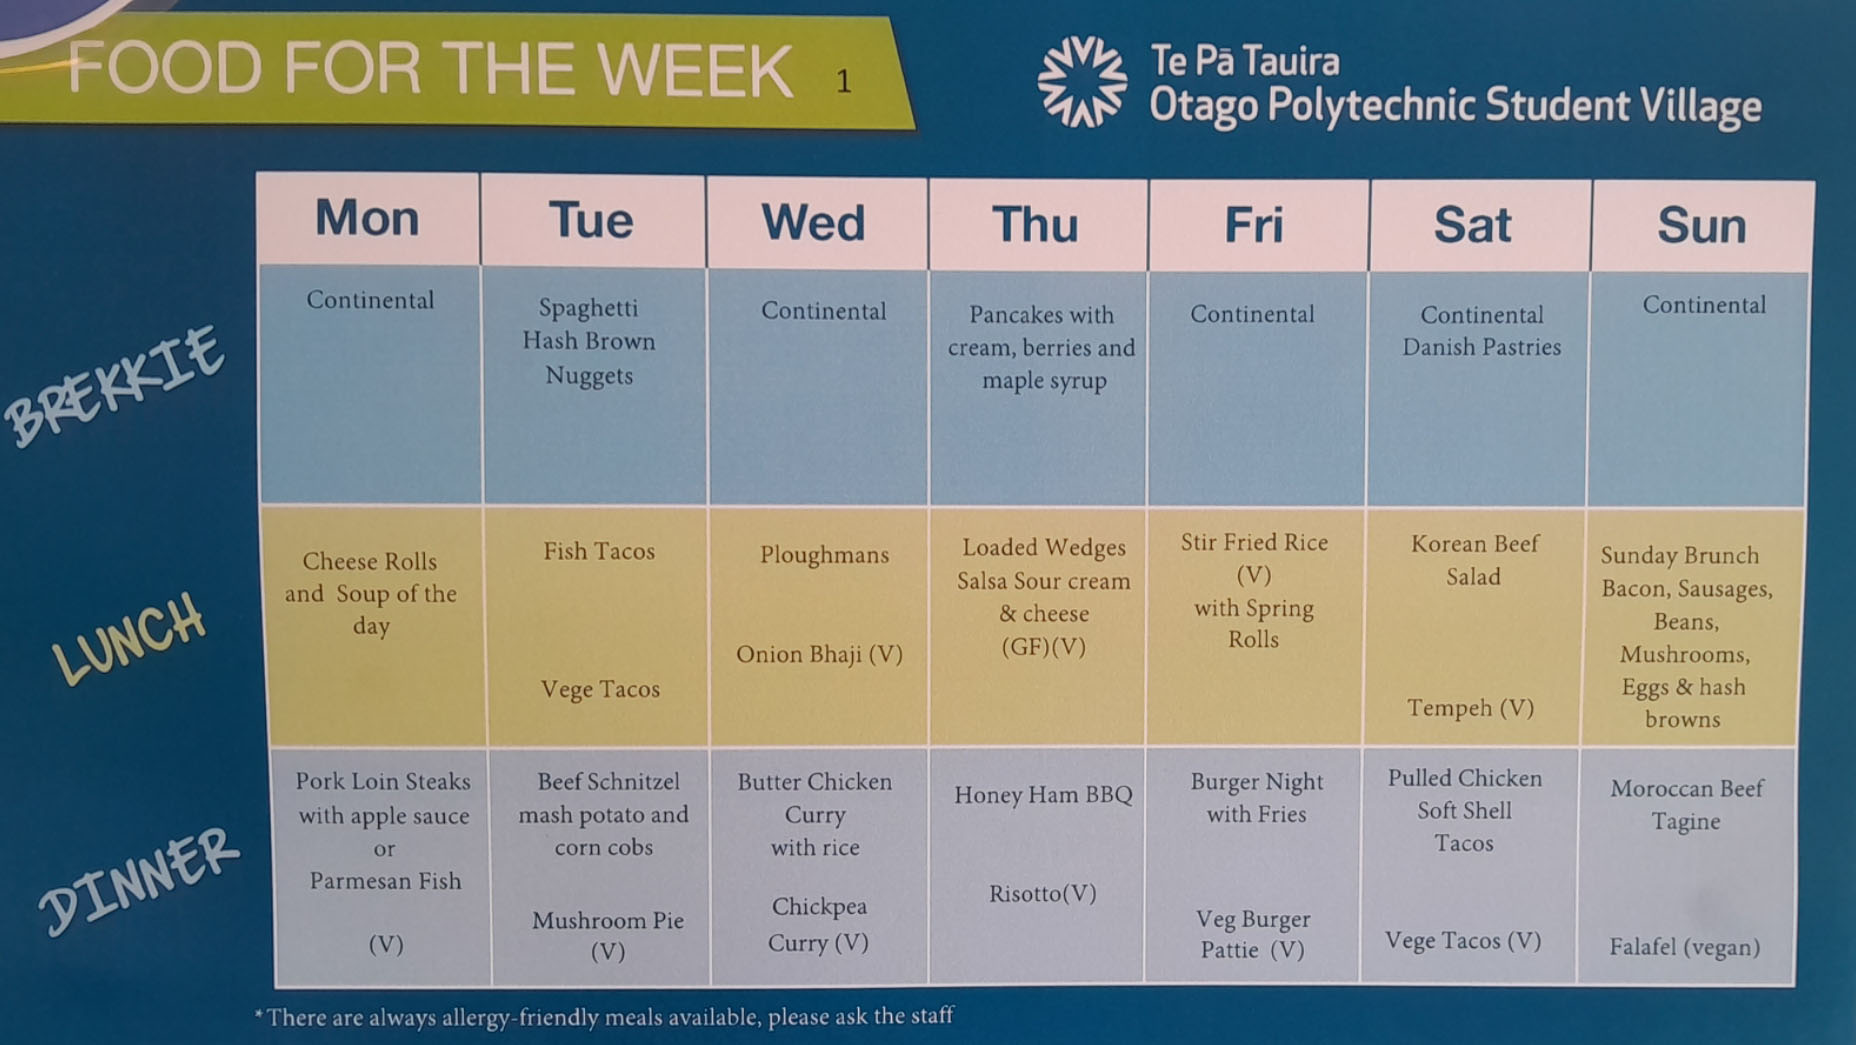 FOOD FOR THE WEEK 1
Te Pā Tauira
Otago Polytechnic Student Village
Mon
Tue
Wed
Thu
Fri
Sat
Sun
BREKKIE
Continental
Spaghetti
Hash Brown
Nuggets
Continental
Pancakes with
cream, berries and
maple syrup
Continental
Continental
Danish Pastries
Continental
LUNCH
Cheese Rolls
and Soup of the
day
Fish Tacos
Vege Tacos
Ploughmans
Onion Bhaji (V)
Loaded Wedges
Salsa Sour cream
& cheese
(GF)(V)
Stir Fried Rice
(V)
with Spring
Rolls
Korean Beef
Salad
Tempeh (V)
Sunday Brunch
Bacon, Sausages,
Beans,
Mushrooms,
Eggs & hash
browns
DINNER
Pork Loin Steaks
with apple sauce
or
Parmesan Fish
(V)
Beef Schnitzel
mash potato and
corn cobs
Mushroom Pie
(V)
Butter Chicken
Curry
with rice
Chickpea
Curry (V)
Honey Ham BBQ
Risotto(V)
Burger Night
with Fries
Veg Burger
Pattie (V)
Pulled Chicken
Soft Shell
Tacos
Vege Tacos (V)
Moroccan Beef
Tagine
Falafel (vegan)
*There are always allergy-friendly meals available, please ask the staff